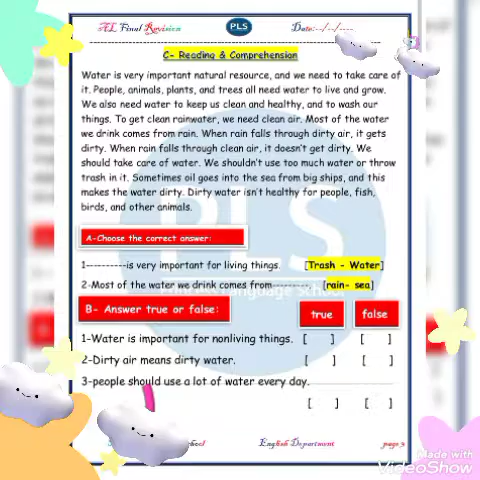 AL Final Revision PLS Date:--/--/----
C- Reading & Comprehension
Water is very important natural resource, and we need to take care of
it. People, animals, plants, and trees all need water to live and grow.
We also need water to keep us clean and healthy, and to wash our
things. To get clean rainwater, we need clean air. Most of the water
we drink comes from rain. When rain falls through dirty air, it gets
dirty. When rain falls through clean air, it doesn't get dirty. We
should take care of water. We shouldn't use too much water or throw
trash in it. Sometimes oil goes into the sea from big ships, and this
makes the water dirty. Dirty water isn't healthy for people, fish,
birds, and other animals.
PLS
A-Choose the correct answer:
1----------is very important for living things. [Trash - Water]
2-Most of the water we drink comes from--------- [rain- sea]
Language School
B- Answer true or false: true false
1-Water is important for nonliving things. [ ] [ ]
2-Dirty air means dirty water. [ ] [ ]
3-people should use a lot of water every day.
[ ] [ ]
School English Department page 3
Made with
VideoShow